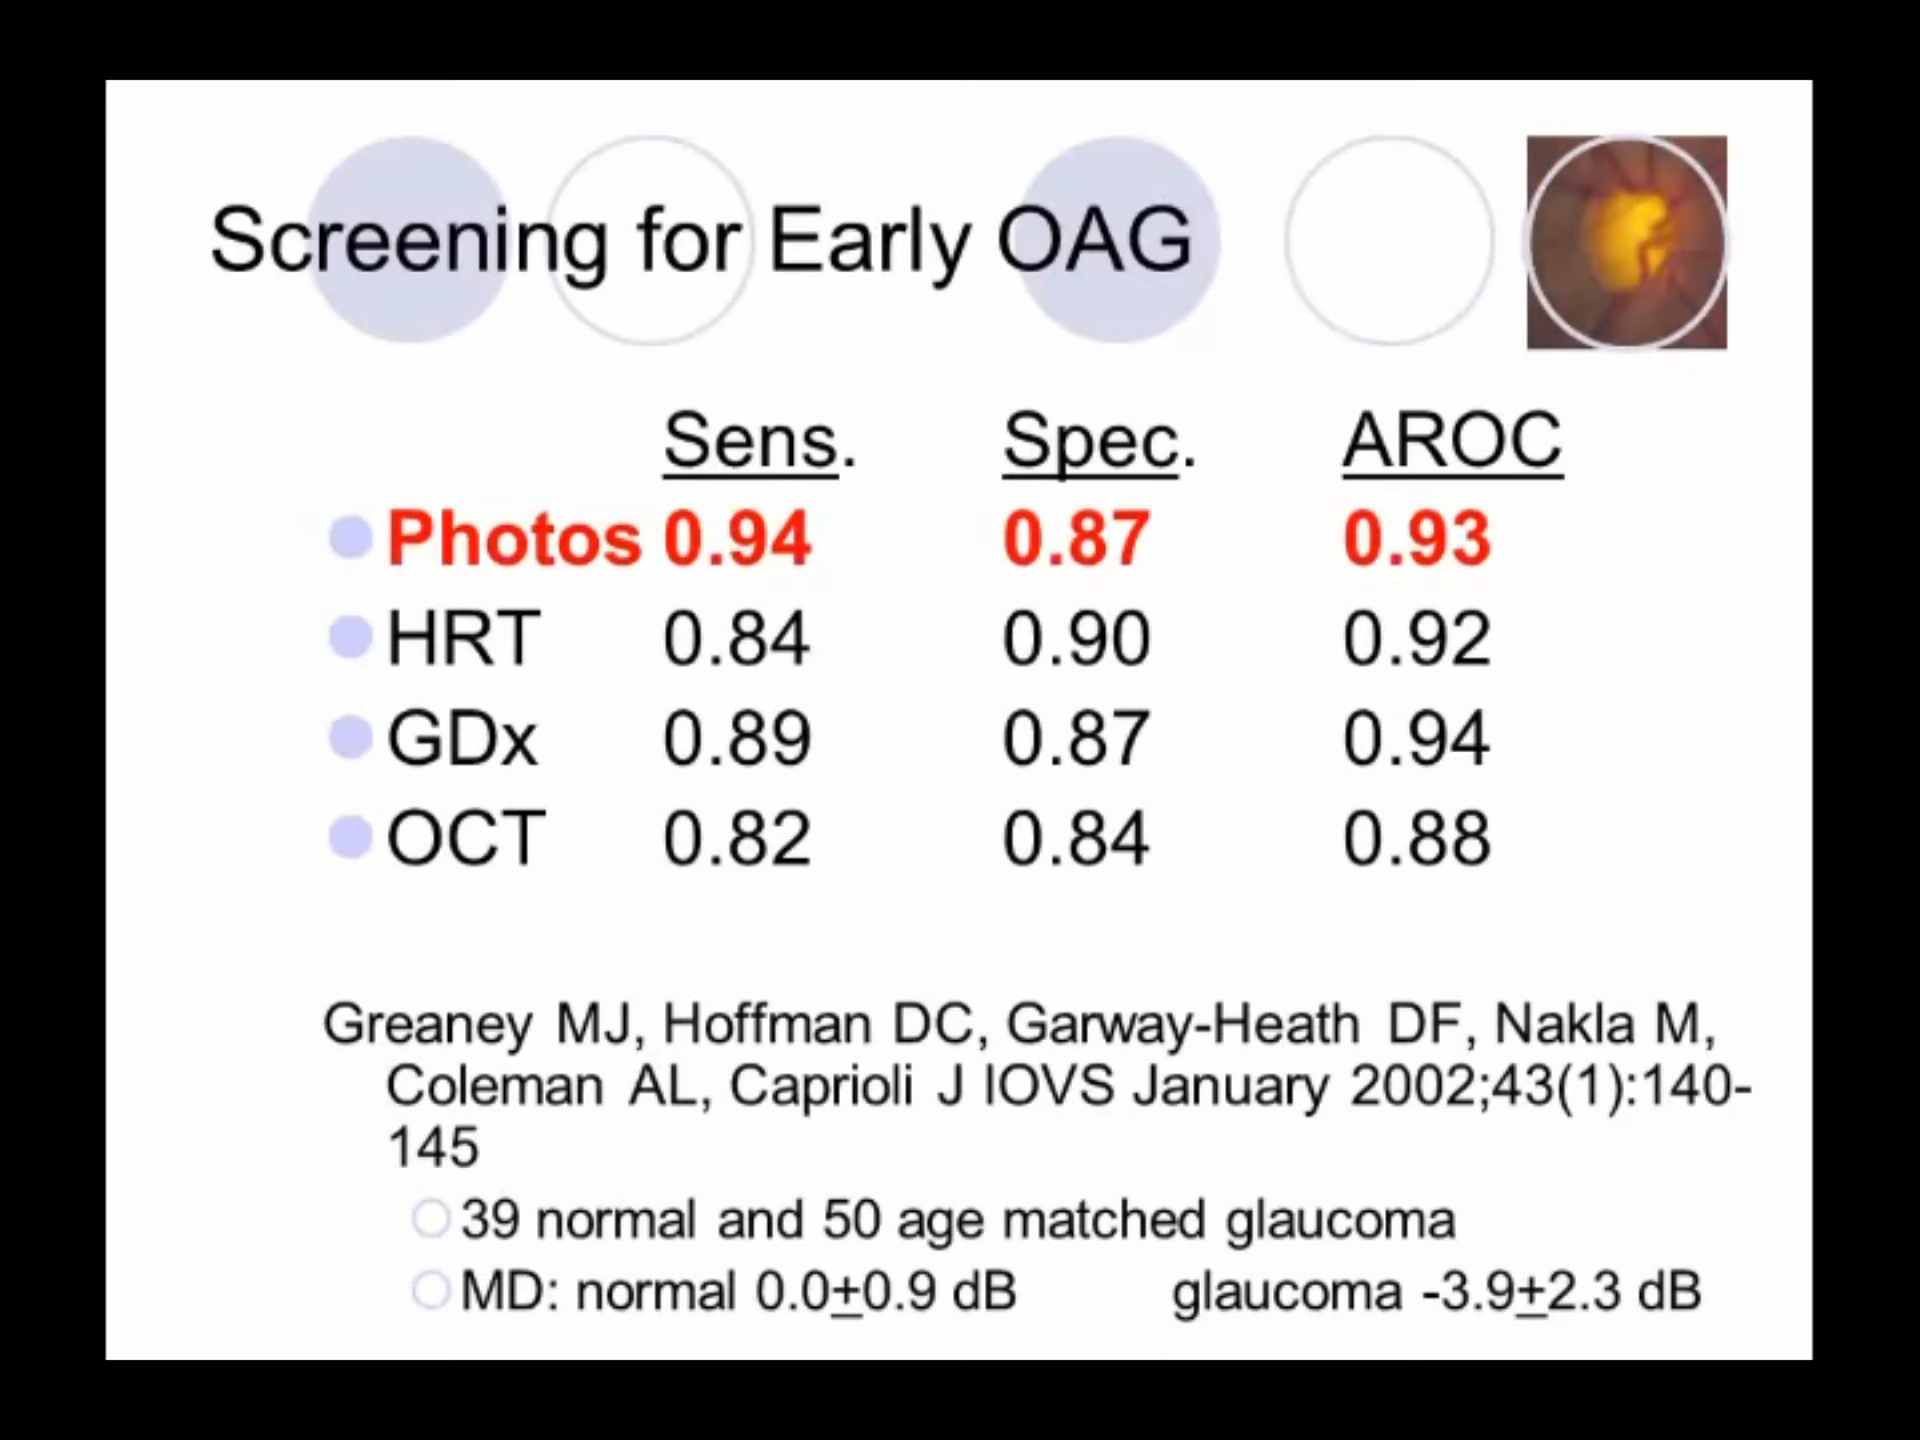 Screening for Early OAG
Sens. Spec. AROC
Photos 0.94 0.87 0.93
HRT 0.84 0.90 0.92
GDx 0.89 0.87 0.94
OCT 0.82 0.84 0.88
Greaney MJ, Hoffman DC, Garway-Heath DF, Nakla M,
Coleman AL, Caprioli J IOVS January 2002;43(1):140-
145
39 normal and 50 age matched glaucoma
MD: normal 0.0±0.9 dB glaucoma -3.9±2.3 dB